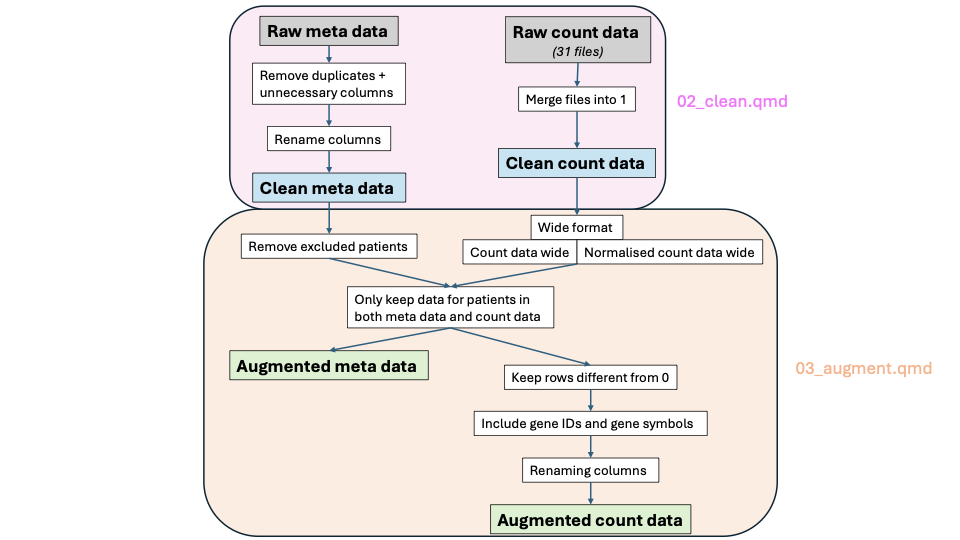 Raw meta data
Remove duplicates +
unnecessary columns
Rename columns
Clean meta data
Raw count data
(31 files)
Merge files into 1
Clean count data
02_clean.qmd
Remove excluded patients
Wide format
Count data wide
Normalised count data wide
Only keep data for patients in
both meta data and count data
Augmented meta data
Keep rows different from 0
Include gene IDs and gene symbols
Renaming columns
Augmented count data
03_augment.qmd